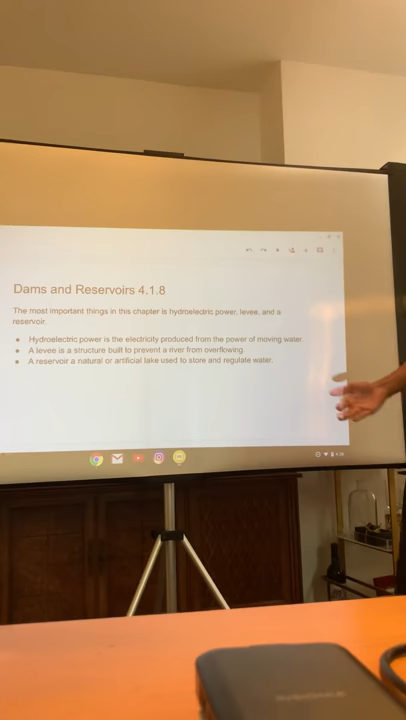 Dams and Reservoirs 4.1.8
The most important things in this chapter is hydroelectric power, levee, and a
reservoir.
● Hydroelectric power is the electricity produced from the power of moving water.
● A levee is a structure built to prevent a river from overflowing.
● A reservoir a natural or artificial lake used to store and regulate water.